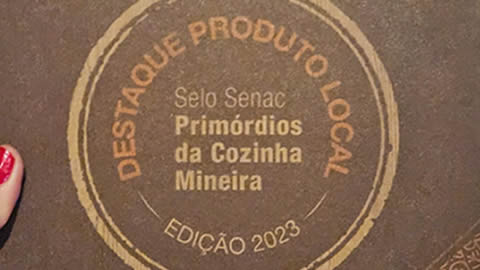 DESTAQUE PRODUTO LOCAL
Selo Senac
Primórdios
da Cozinha
Mineira
EDIÇÃO 2023